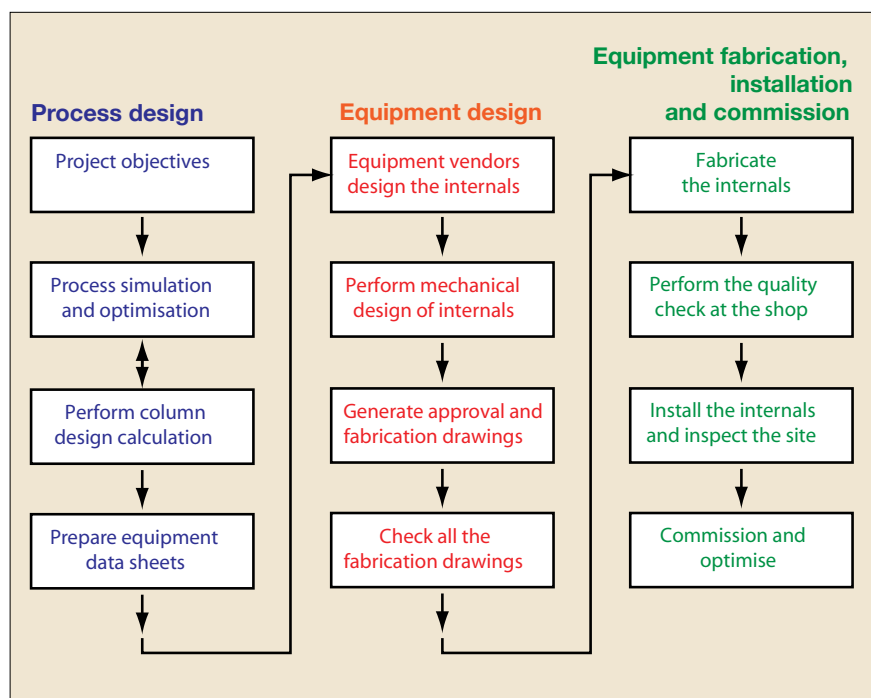 Process design
Project objectives
Process simulation
and optimisation
Perform column
design calculation
Prepare equipment
data sheets
Equipment design
Equipment vendors
design the internals
Perform mechanical
design of internals
Generate approval and
fabrication drawings
Check all the
fabrication drawings
Equipment fabrication,
installation
and commission
Fabricate
the internals
Perform the quality
check at the shop
Install the internals
and inspect the site
Commission and
optimise